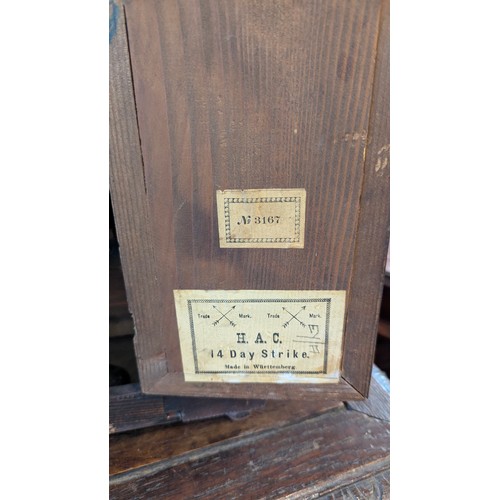 № 3167
Trade Mark. Trade Mark.
H. A. C.
14 Day Strike.
Made in Württemberg